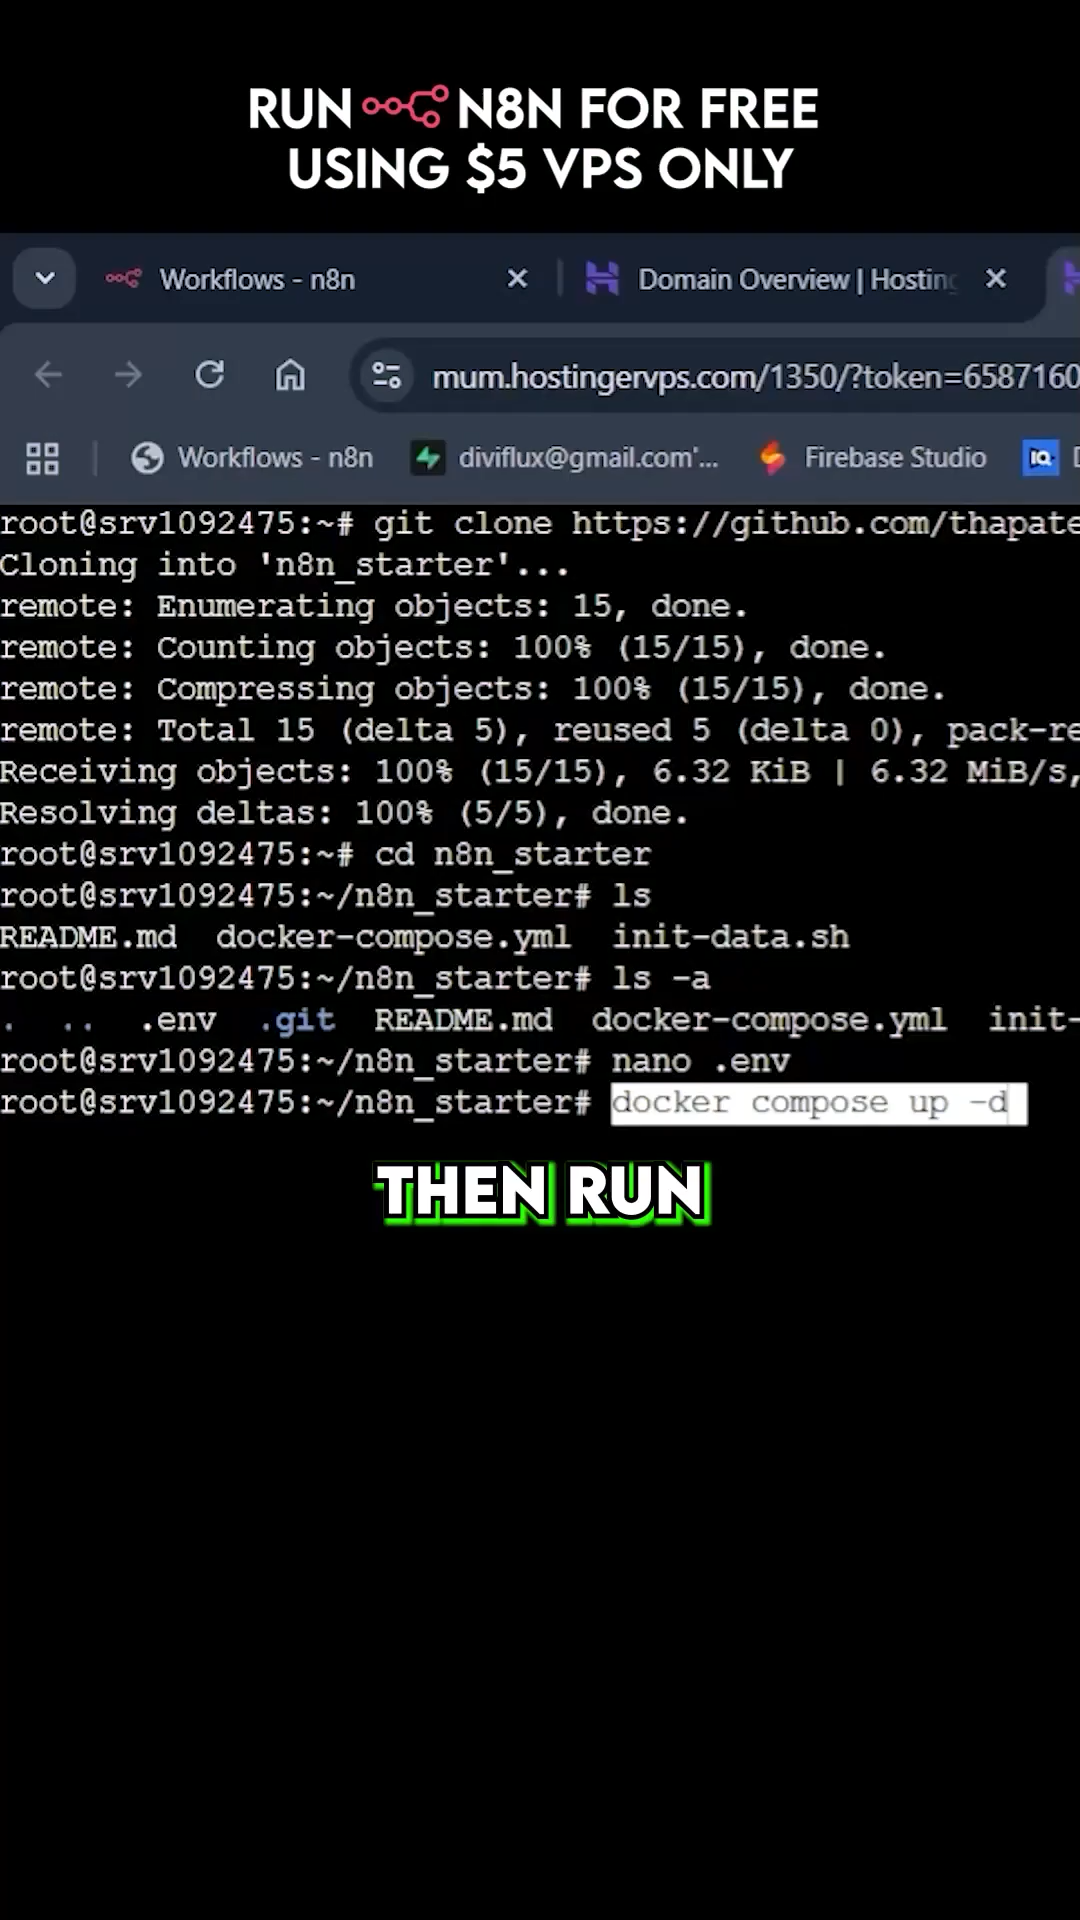 RUN N8N FOR FREE
USING $5 VPS ONLY
Workflows - n8n
Domain Overview | Hosting
mum.hostingervps.com/1350/?token=6587160
Workflows - n8n
diviflux@gmail.com'...
Firebase Studio
IQ
root@srv1092475:~# git clone https://github.com/thapate
Cloning into 'n8n_starter'...
remote: Enumerating objects: 15, done.
remote: Counting objects: 100% (15/15), done.
remote: Compressing objects: 100% (15/15), done.
remote: Total 15 (delta 5), reused 5 (delta 0), pack-re
Receiving objects: 100% (15/15), 6.32 KiB | 6.32 MiB/s,
Resolving deltas: 100% (5/5), done.
root@srv1092475:~# cd n8n_starter
root@srv1092475:~/n8n_starter# ls
README.md docker-compose.yml init-data.sh
root@srv1092475:~/n8n_starter# ls -a
. .. .env .git README.md docker-compose.yml init-
root@srv1092475:~/n8n_starter# nano .env
root@srv1092475:~/n8n_starter# docker compose up -d
THEN RUN